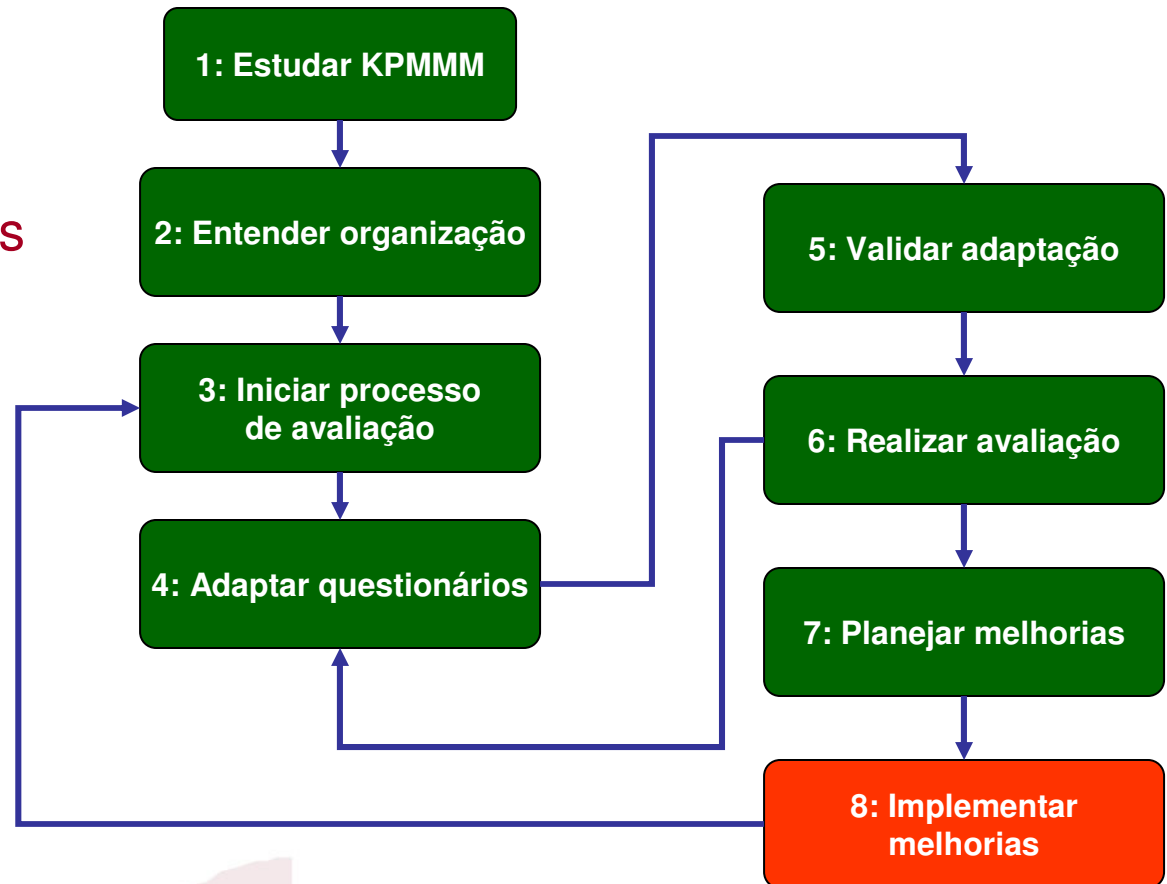 1: Estudar KPMMM
s
2: Entender organização
3: Iniciar processo
de avaliação
4: Adaptar questionários
5: Validar adaptação
6: Realizar avaliação
7: Planejar melhorias
8: Implementar
melhorias